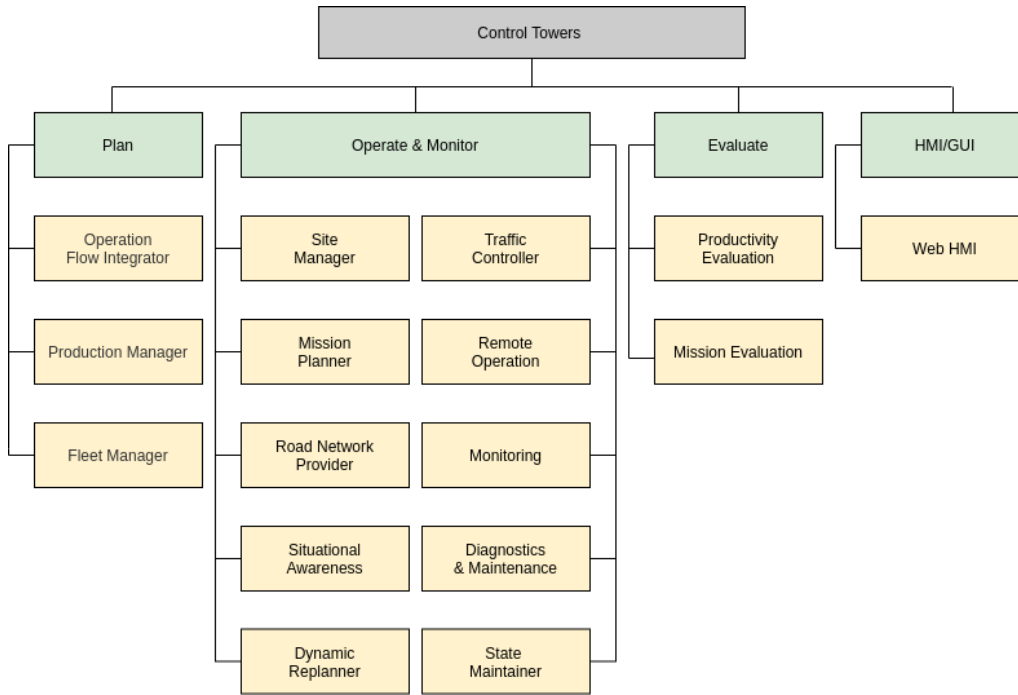 Control Towers
Plan
Operate & Monitor
Evaluate
HMI/GUI
Operation
Flow Integrator
Site
Manager
Traffic
Controller
Productivity
Evaluation
Web HMI
Production Manager
Mission
Planner
Remote
Operation
Mission Evaluation
Fleet Manager
Road Network
Provider
Monitoring
Situational
Awareness
Diagnostics
& Maintenance
Dynamic
Replanner
State
Maintainer